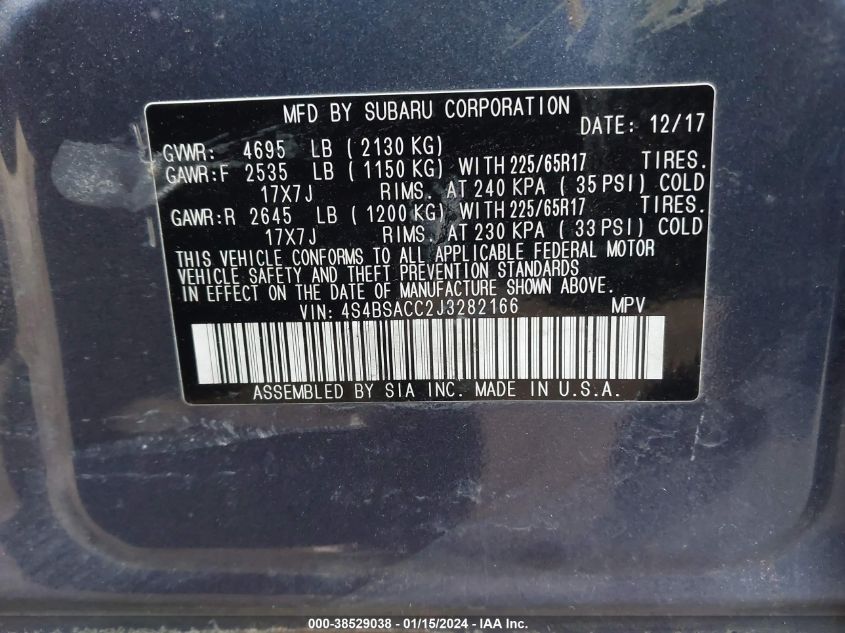 MFD BY SUBARU CORPORATION
DATE: 12/17
GVWR: 4695 LB ( 2130 KG)
GAWR:F 2535 LB ( 1150 KG) WITH 225/65R17 TIRES.
17X7J RIMS. AT 240 KPA ( 35 PSI) COLD
GAWR:R 2645 LB ( 1200 KG) WITH 225/65R17 TIRES.
17X7J RIMS. AT 230 KPA ( 33 PSI) COLD
THIS VEHICLE CONFORMS TO ALL APPLICABLE FEDERAL MOTOR
VEHICLE SAFETY AND THEFT PREVENTION STANDARDS
IN EFFECT ON THE DATE OF MANUFACTURE SHOWN ABOVE.
VIN: 4S4BSACC2J3282166 MPV
ASSEMBLED BY SIA INC. MADE IN U.S.A.
000-38529038 - 01/15/2024 - IAA Inc.